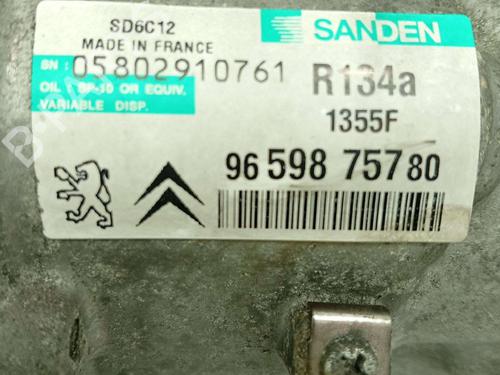 SD6C12
SANDEN
MADE IN FRANCE
SN : 05802910761
R134a
OIL : SP-10 OR EQUIV.
VARIABLE DISP.
1355F
96 598 757 80